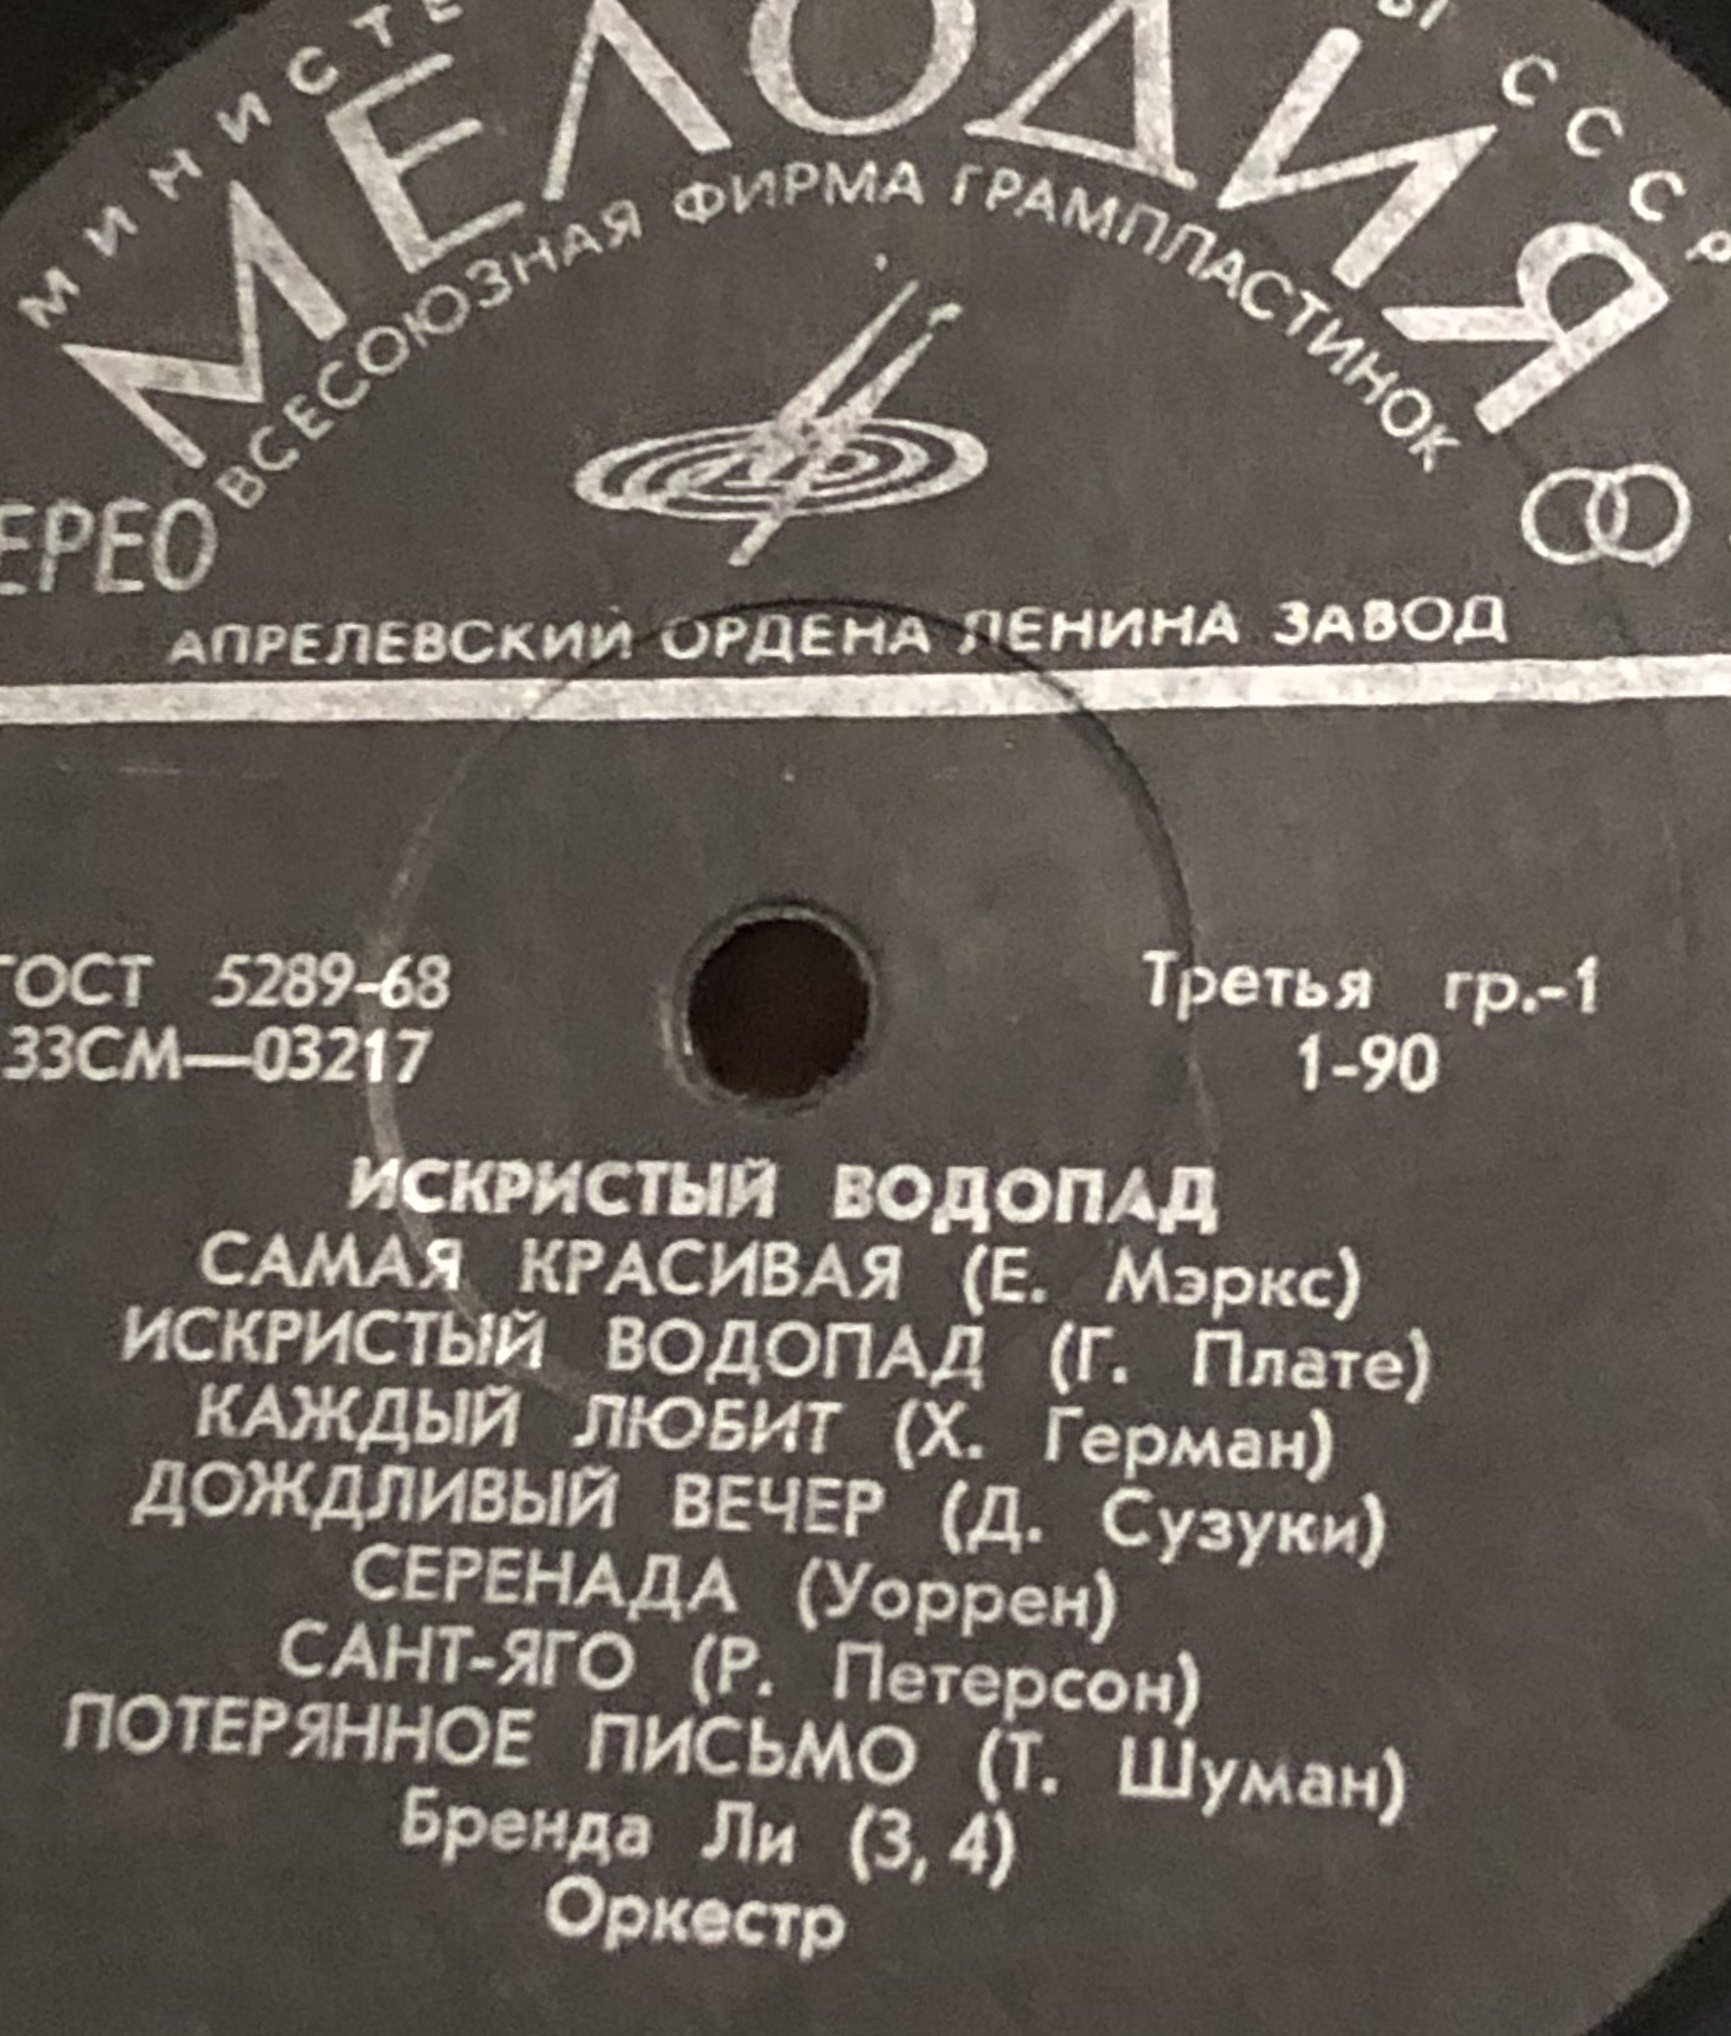 МЕЛОДИЯ
СССР
ВСЕСОЮЗНАЯ ФИРМА ГРАМПЛАСТИНОК
АПРЕЛЕВСКИЙ ОРДЕНА ЛЕНИНА ЗАВОД
ГОСТ 5289-68
33СМ—03217
Третья гр.-1
1-90
ИСКРИСТЫЙ ВОДОПАД
САМАЯ КРАСИВАЯ (Е. Мэркс)
ИСКРИСТЫЙ ВОДОПАД (Г. Плате)
КАЖДЫЙ ЛЮБИТ (Х. Герман)
ДОЖДЛИВЫЙ ВЕЧЕР (Д. Сузуки)
СЕРЕНАДА (Уоррен)
САНТ-ЯГО (Р. Петерсон)
ПОТЕРЯННОЕ ПИСЬМО (Т. Шуман)
Бренда Ли (3, 4)
Оркестр